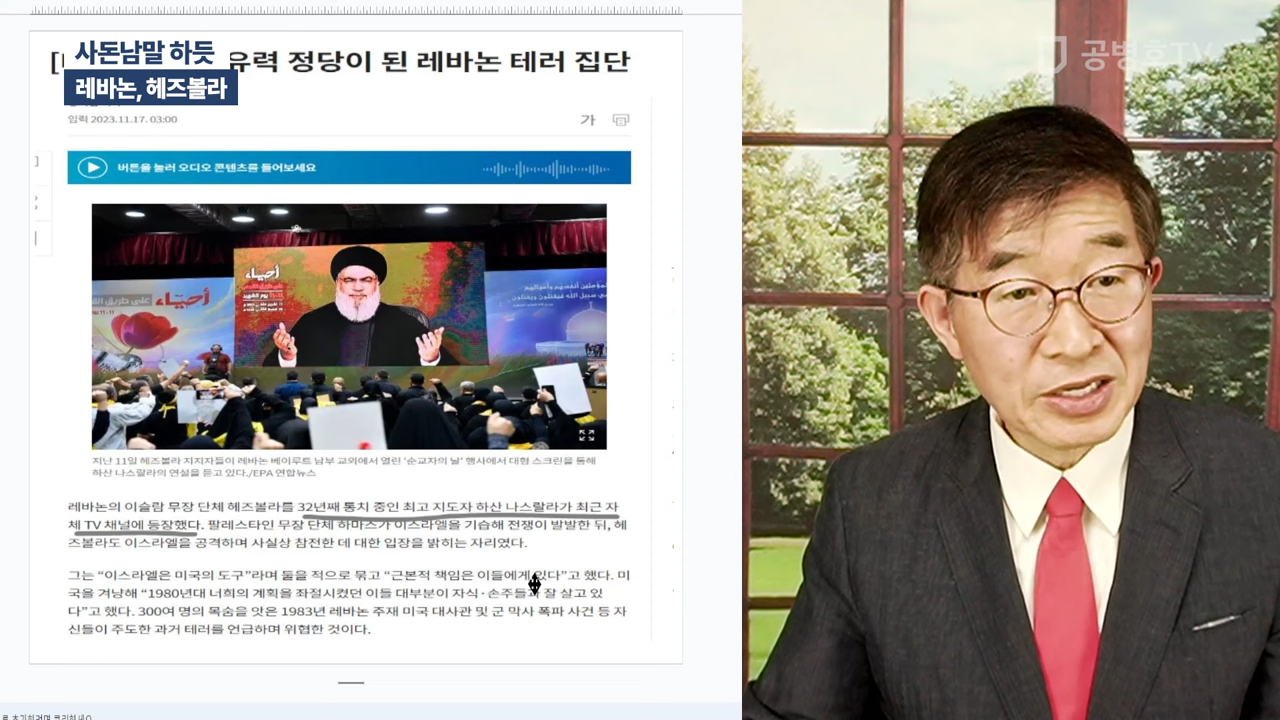 사돈남말 하듯
레바논, 헤즈볼라
유력 정당이 된 레바논 테러 집단
입력 2023.11.17. 03:00
가
버튼을 눌러 오디오 콘텐츠를 들어보세요
أحياء
أحياء
지난 11일 헤즈볼라 지지자들이 레바논 베이루트 남부 교외에서 열린 '순교자의 날' 행사에서 대형 스크린을 통해
하산 나스랄라의 연설을 듣고 있다./EPA 연합뉴스
레바논의 이슬람 무장 단체 헤즈볼라를 32년째 통치 중인 최고 지도자 하산 나스랄라가 최근 자
체 TV 채널에 등장했다. 팔레스타인 무장 단체 하마스가 이스라엘을 기습해 전쟁이 발발한 뒤, 헤
즈볼라도 이스라엘을 공격하며 사실상 참전한 데 대한 입장을 밝히는 자리였다.
그는 “이스라엘은 미국의 도구”라며 둘을 적으로 묶고 “근본적 책임은 이들에게 있다”고 했다. 미
국을 겨냥해 “1980년대 너희의 계획을 좌절시켰던 이들 대부분이 자식·손주들과 잘 살고 있
다”고 했다. 300여 명의 목숨을 앗은 1983년 레바논 주재 미국 대사관 및 군 막사 폭파 사건 등 자
신들이 주도한 과거 테러를 언급하며 위협한 것이다.
공병호TV